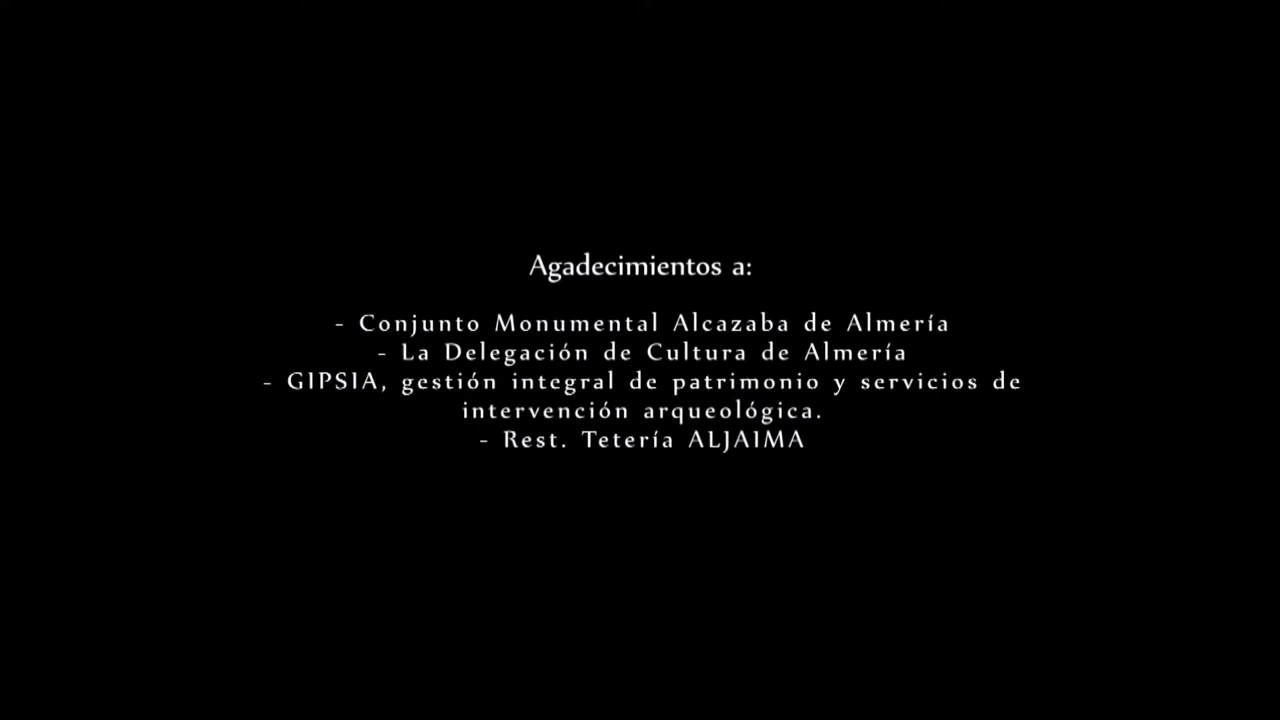 Agadecimientos a:
- Conjunto Monumental Alcazaba de Almería
- La Delegación de Cultura de Almería
- GIPSIA, gestión integral de patrimonio y servicios de
intervención arqueológica.
- Rest. Tetería ALJAIMA